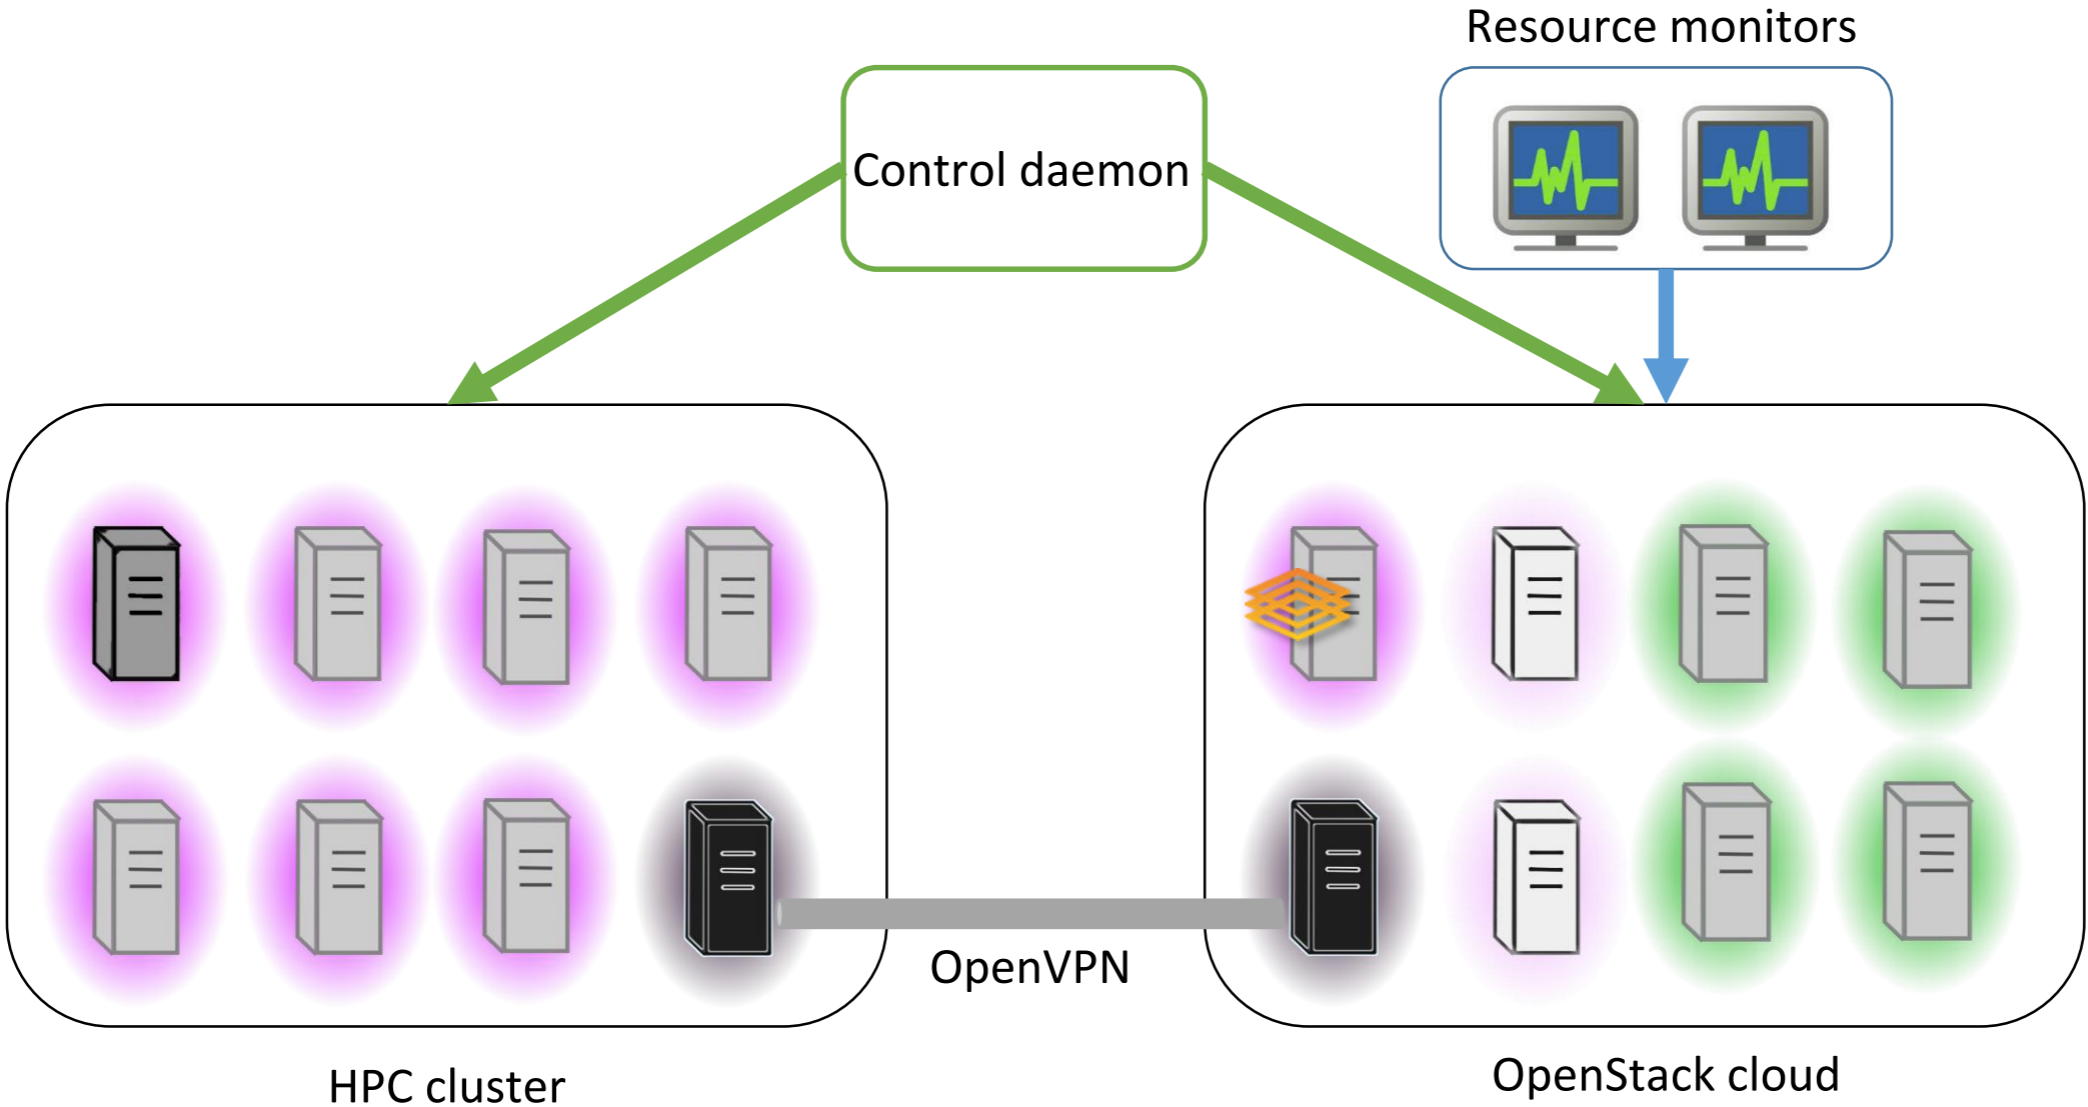 Resource monitors
Control daemon
OpenVPN
HPC cluster
OpenStack cloud